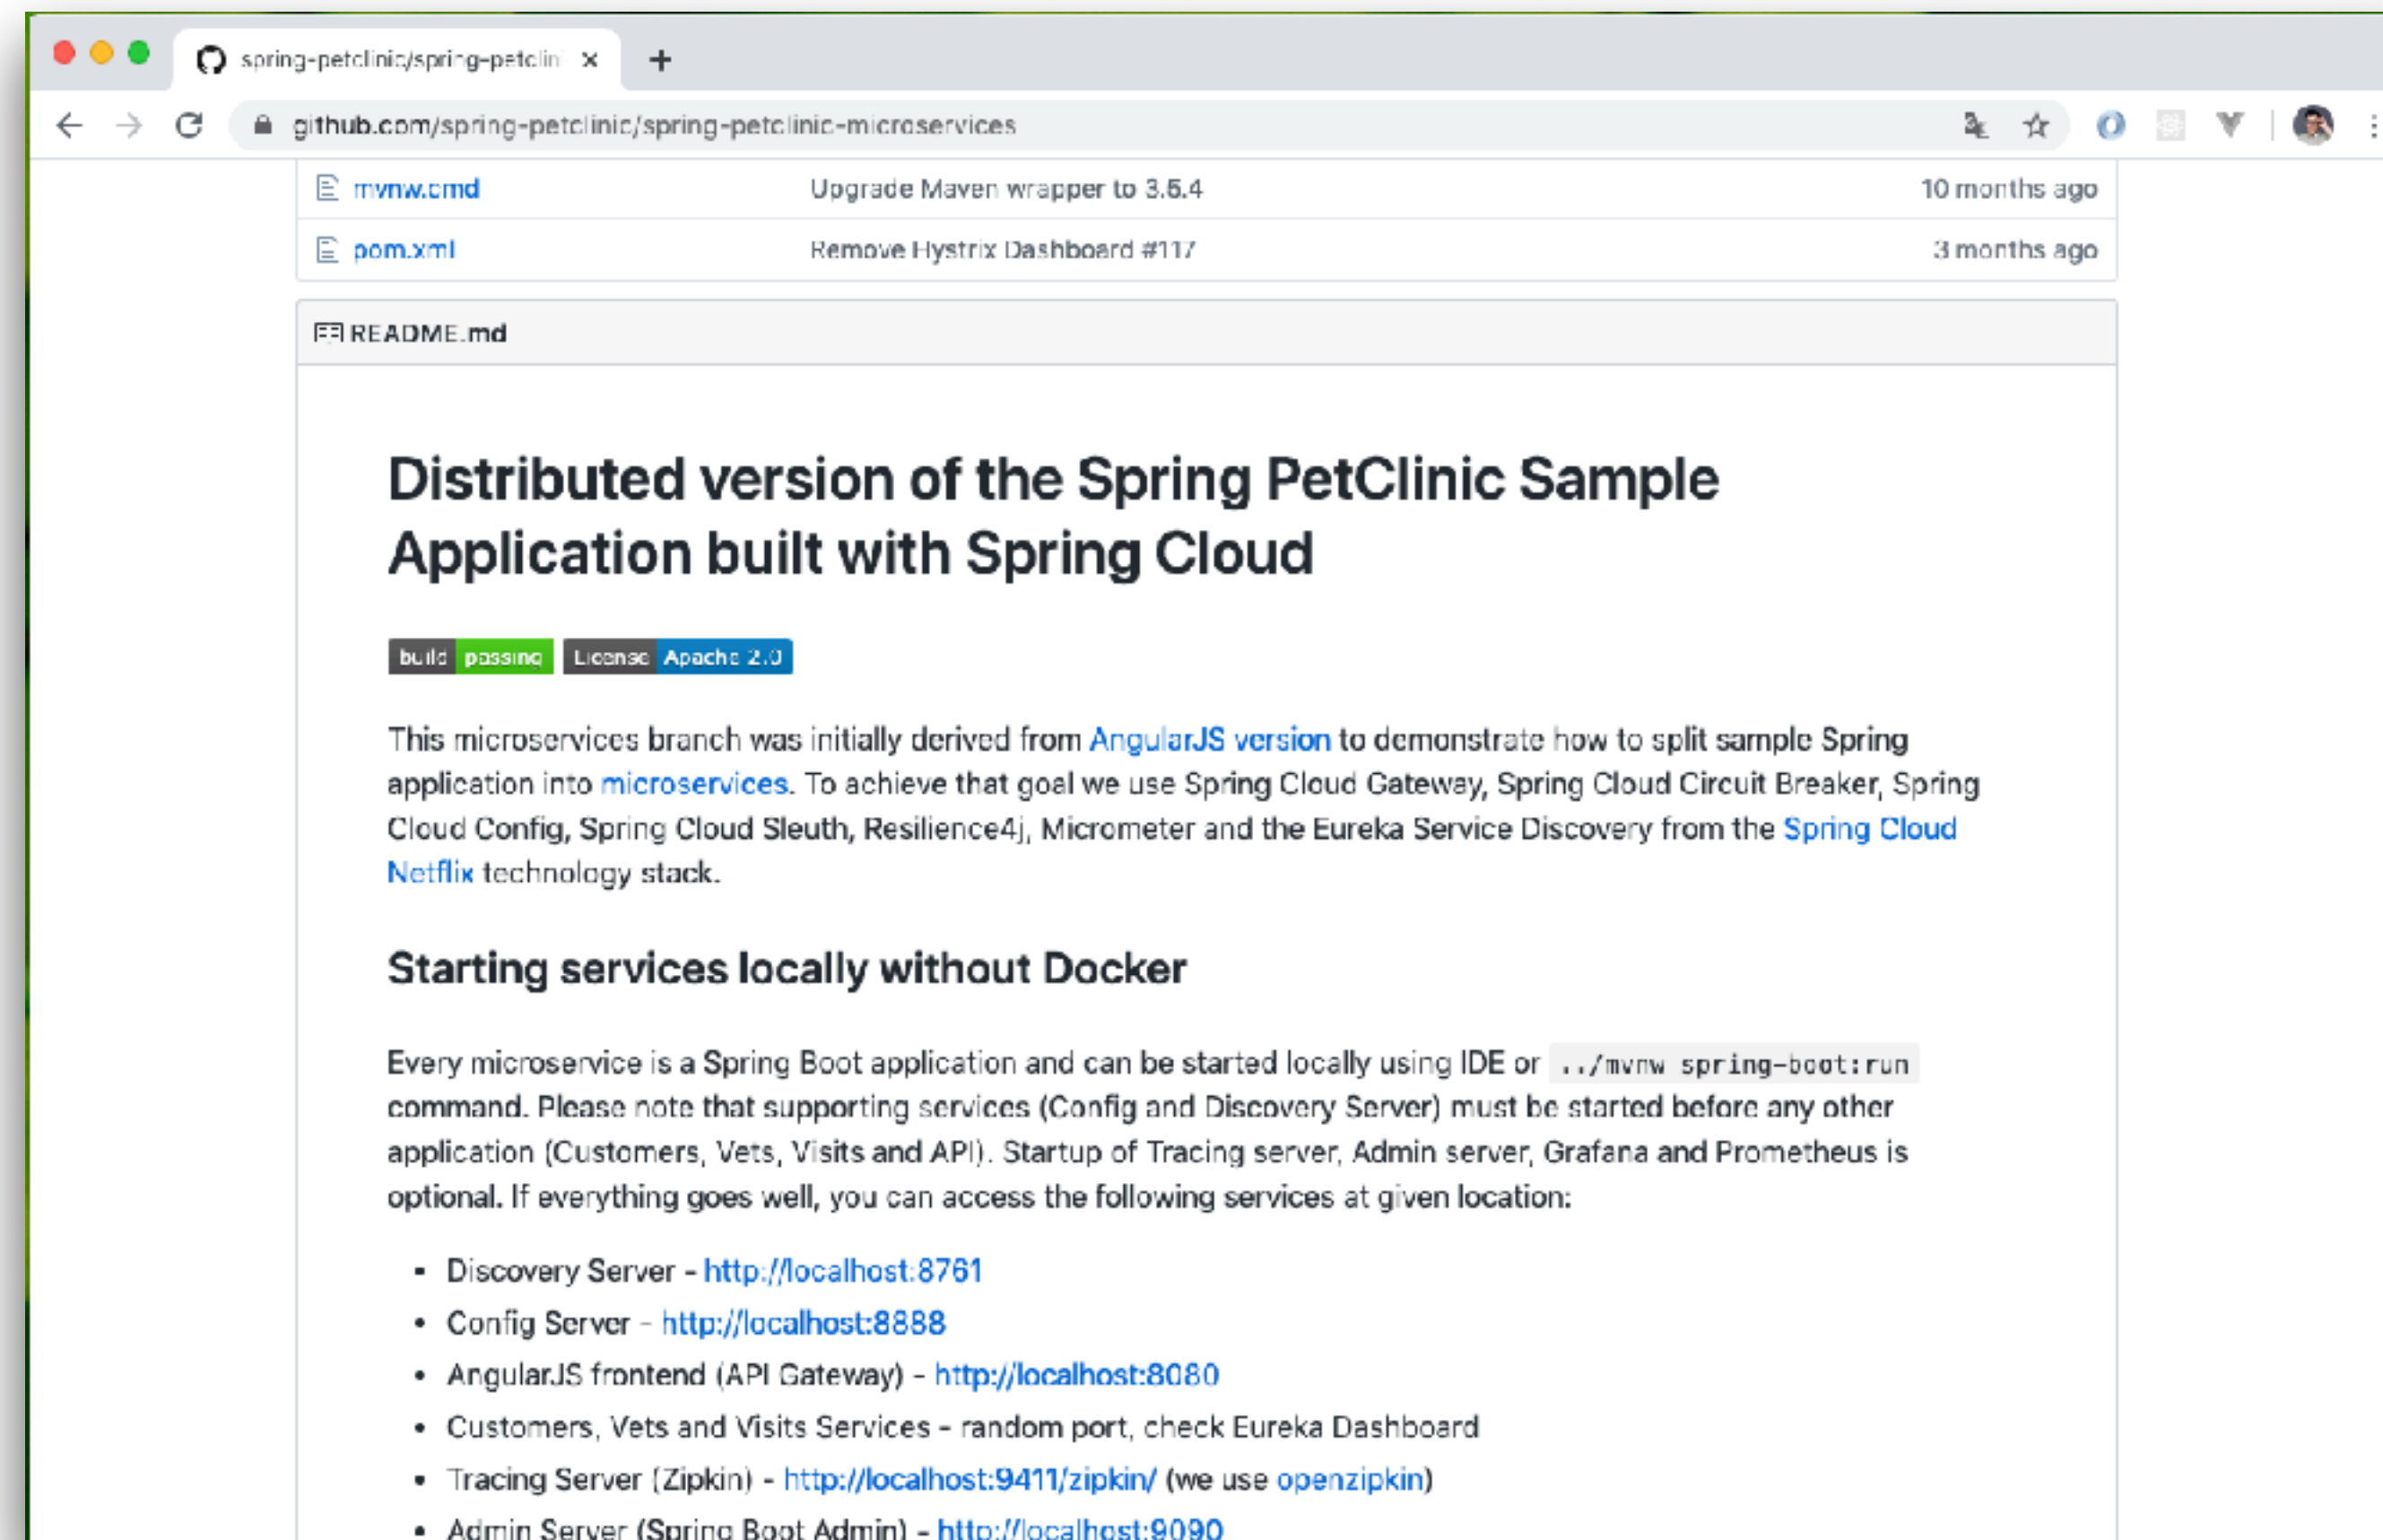 spring-petclinic/spring-petclin
github.com/spring-petclinic/spring-petclinic-microservices
mvnw.cmd Upgrade Maven wrapper to 3.5.4 10 months ago
pom.xml Remove Hystrix Dashboard #117 3 months ago
README.md
Distributed version of the Spring PetClinic Sample
Application built with Spring Cloud
build passing License Apache 2.0
This microservices branch was initially derived from AngularJS version to demonstrate how to split sample Spring
application into microservices. To achieve that goal we use Spring Cloud Gateway, Spring Cloud Circuit Breaker, Spring
Cloud Config, Spring Cloud Sleuth, Resilience4j, Micrometer and the Eureka Service Discovery from the Spring Cloud
Netflix technology stack.
Starting services locally without Docker
Every microservice is a Spring Boot application and can be started locally using IDE or ../mvnw spring-boot:run
command. Please note that supporting services (Config and Discovery Server) must be started before any other
application (Customers, Vets, Visits and API). Startup of Tracing server, Admin server, Grafana and Prometheus is
optional. If everything goes well, you can access the following services at given location:
• Discovery Server - http://localhost:8761
• Config Server - http://localhost:8888
• AngularJS frontend (API Gateway) - http://localhost:8080
• Customers, Vets and Visits Services - random port, check Eureka Dashboard
• Tracing Server (Zipkin) - http://localhost:9411/zipkin/ (we use openzipkin)
• Admin Server (Spring Boot Admin) - http://localhost:9090